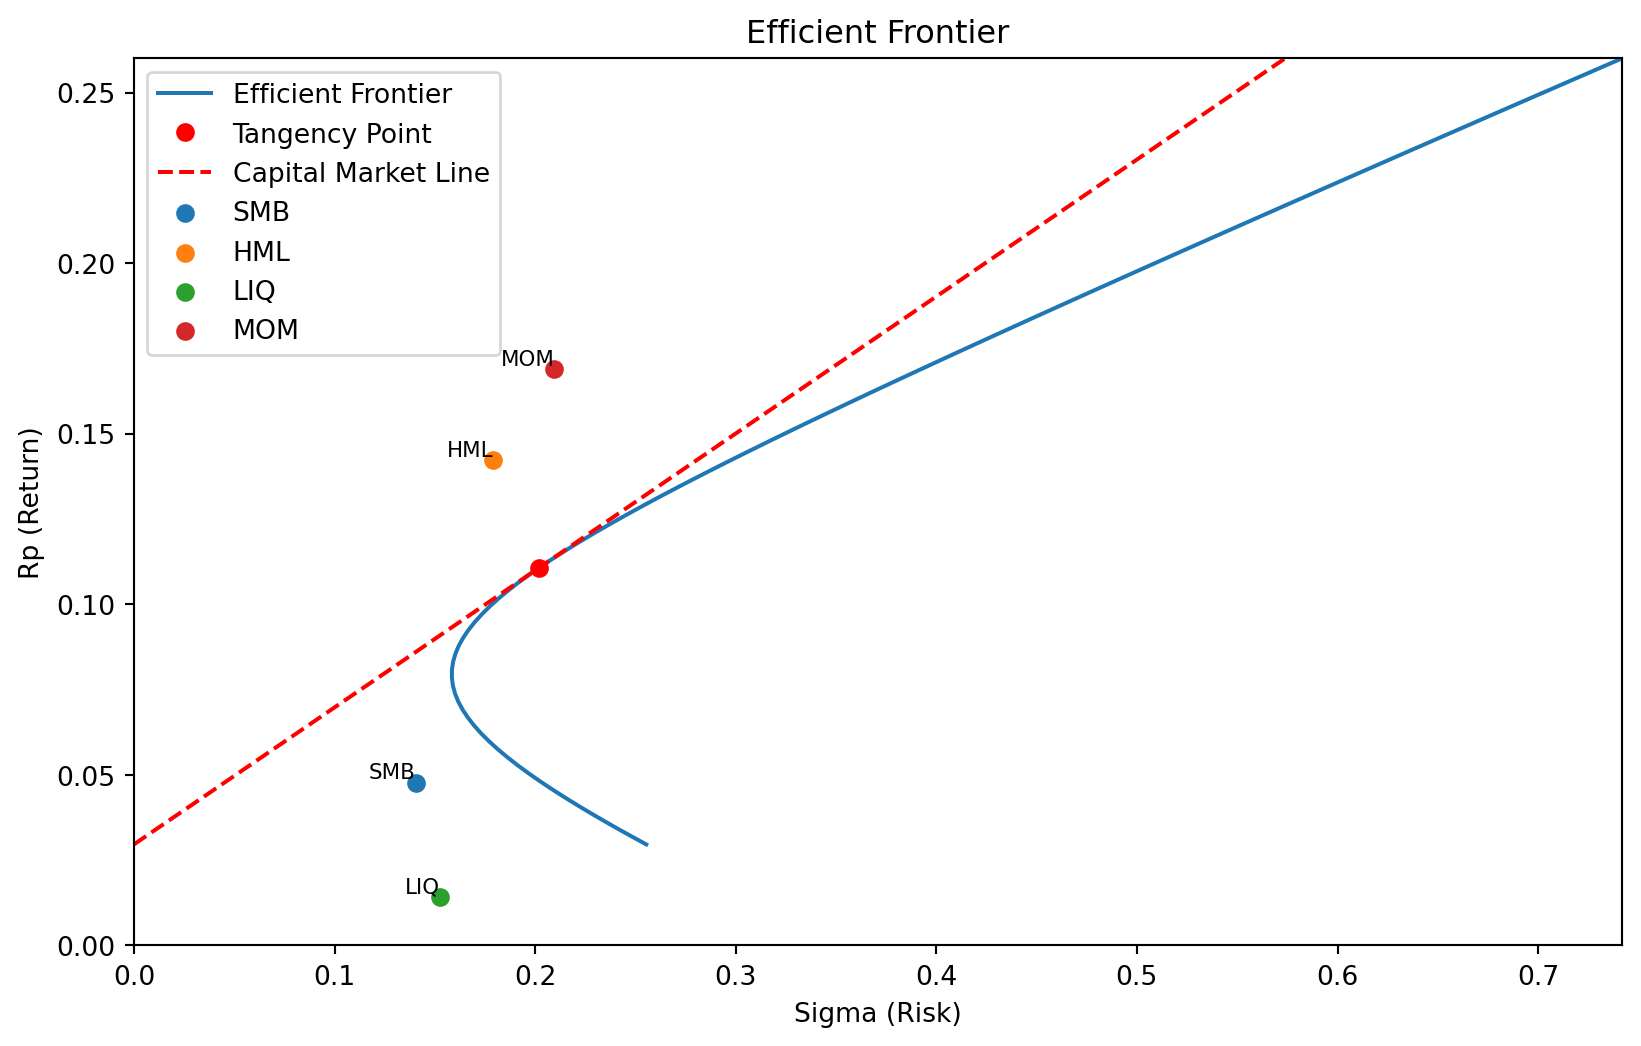 Efficient Frontier
Efficient Frontier
Tangency Point
Capital Market Line
SMB
HML
LIQ
MOM
MOM
HML
SMB
LIQ
Rp (Return)
0.25
0.20
0.15
0.10
0.05
0.00
0.0 0.1 0.2 0.3 0.4 0.5 0.6 0.7
Sigma (Risk)